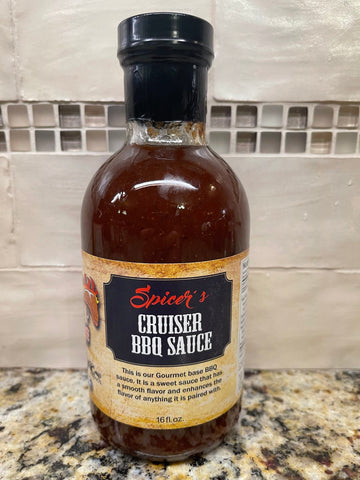 Spicer's
CRUISER
BBQ SAUCE
This is our Gourmet base BBQ
sauce. It is a sweet sauce that has
a smooth flavor and enhances the
flavor of anything it is paired with.
16 fl oz.